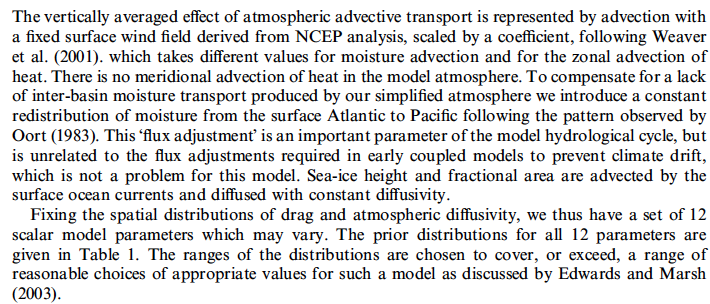 The vertically averaged effect of atmospheric advective transport is represented by advection with
a fixed surface wind field derived from NCEP analysis, scaled by a coefficient, following Weaver
et al. (2001). which takes different values for moisture advection and for the zonal advection of
heat. There is no meridional advection of heat in the model atmosphere. To compensate for a lack
of inter-basin moisture transport produced by our simplified atmosphere we introduce a constant
redistribution of moisture from the surface Atlantic to Pacific following the pattern observed by
Oort (1983). This ‘flux adjustment’ is an important parameter of the model hydrological cycle, but
is unrelated to the flux adjustments required in early coupled models to prevent climate drift,
which is not a problem for this model. Sea-ice height and fractional area are advected by the
surface ocean currents and diffused with constant diffusivity.
Fixing the spatial distributions of drag and atmospheric diffusivity, we thus have a set of 12
scalar model parameters which may vary. The prior distributions for all 12 parameters are
given in Table 1. The ranges of the distributions are chosen to cover, or exceed, a range of
reasonable choices of appropriate values for such a model as discussed by Edwards and Marsh
(2003).